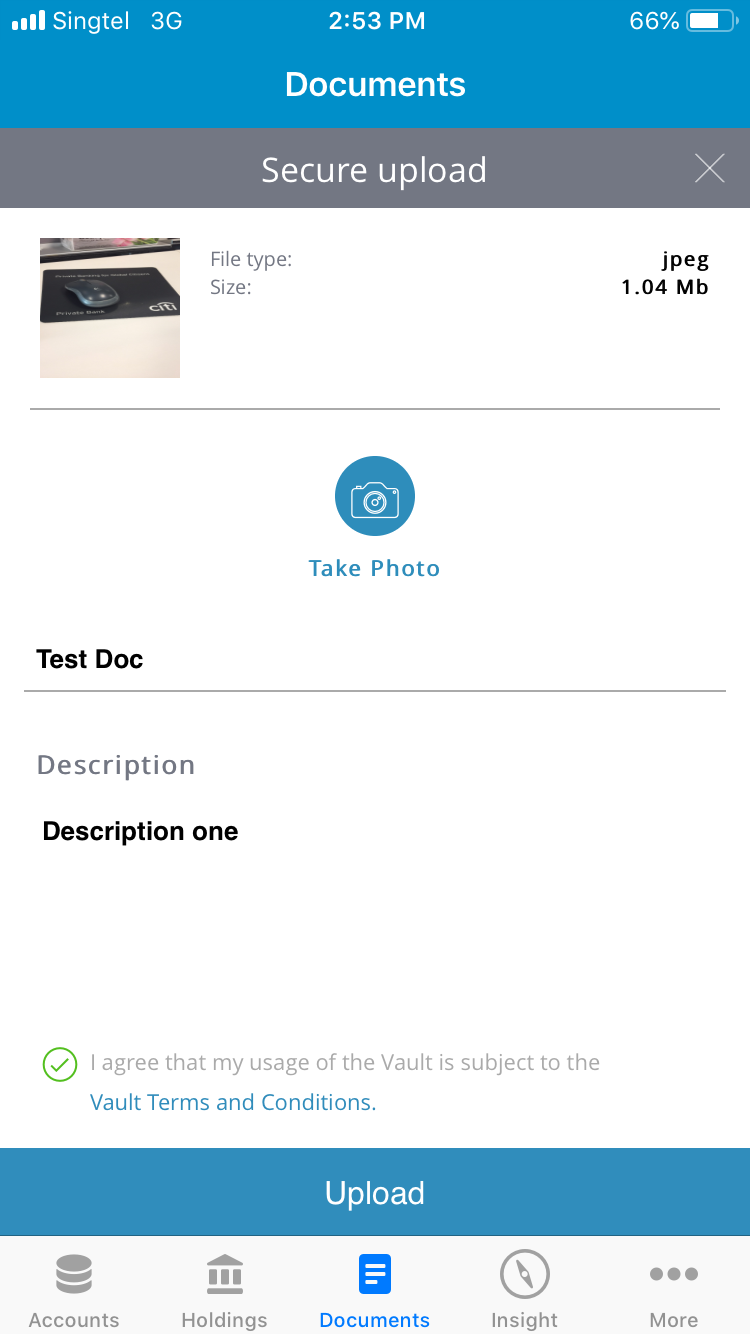 Singtel 3G 2:53 PM 66%
Documents
Secure upload
File type: jpeg
Size: 1.04 Mb
Private Banking for Global Citizens
citi
Private Bank
Take Photo
Test Doc
Description
Description one
I agree that my usage of the Vault is subject to the
Vault Terms and Conditions.
Upload
Accounts Holdings Documents Insight More